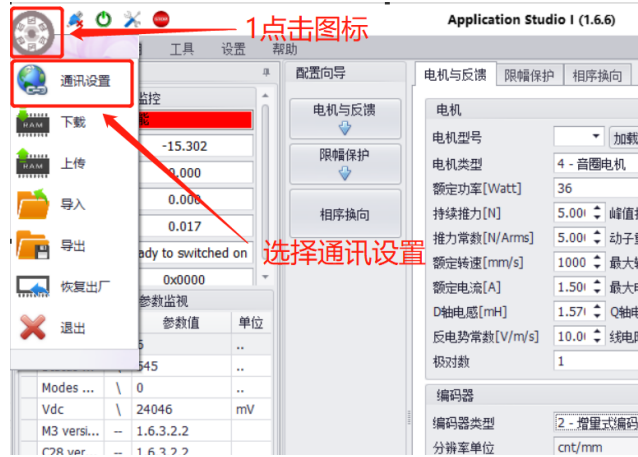 Application Studio I (1.6.6)
1点击图标
工具 设置 帮助
通讯设置
下载
上传
导入
导出
恢复出厂
退出
选择通讯设置
监控
-15.302
0.000
0.000
0.017
ady to switched on
0x0000
参数监视
参数值 单位
545 ..
Modes ... \ 0 ..
Vdc \ 24046 mV
M3 versi... -- 1.6.3.2.2
C28 ver -- 1.6.3.2.2
配置向导
电机与反馈
限幅保护
相序换向
电机与反馈 限幅保护 相序换向
电机
电机型号 加载
电机类型 4 - 音圈电机
额定功率[Watt] 36
持续推力[N] 5.00 峰值推
推力常数[N/Arms] 5.00 动子
额定转速[mm/s] 1000 最大
额定电流[A] 1.50 最大电
D轴电感[mH] 1.57 Q轴电
反电势常数[V/m/s] 10.0 线电
极对数 1
编码器
编码器类型 2 - 增量式编码
分辨率单位 cnt/mm
RAM
RAM